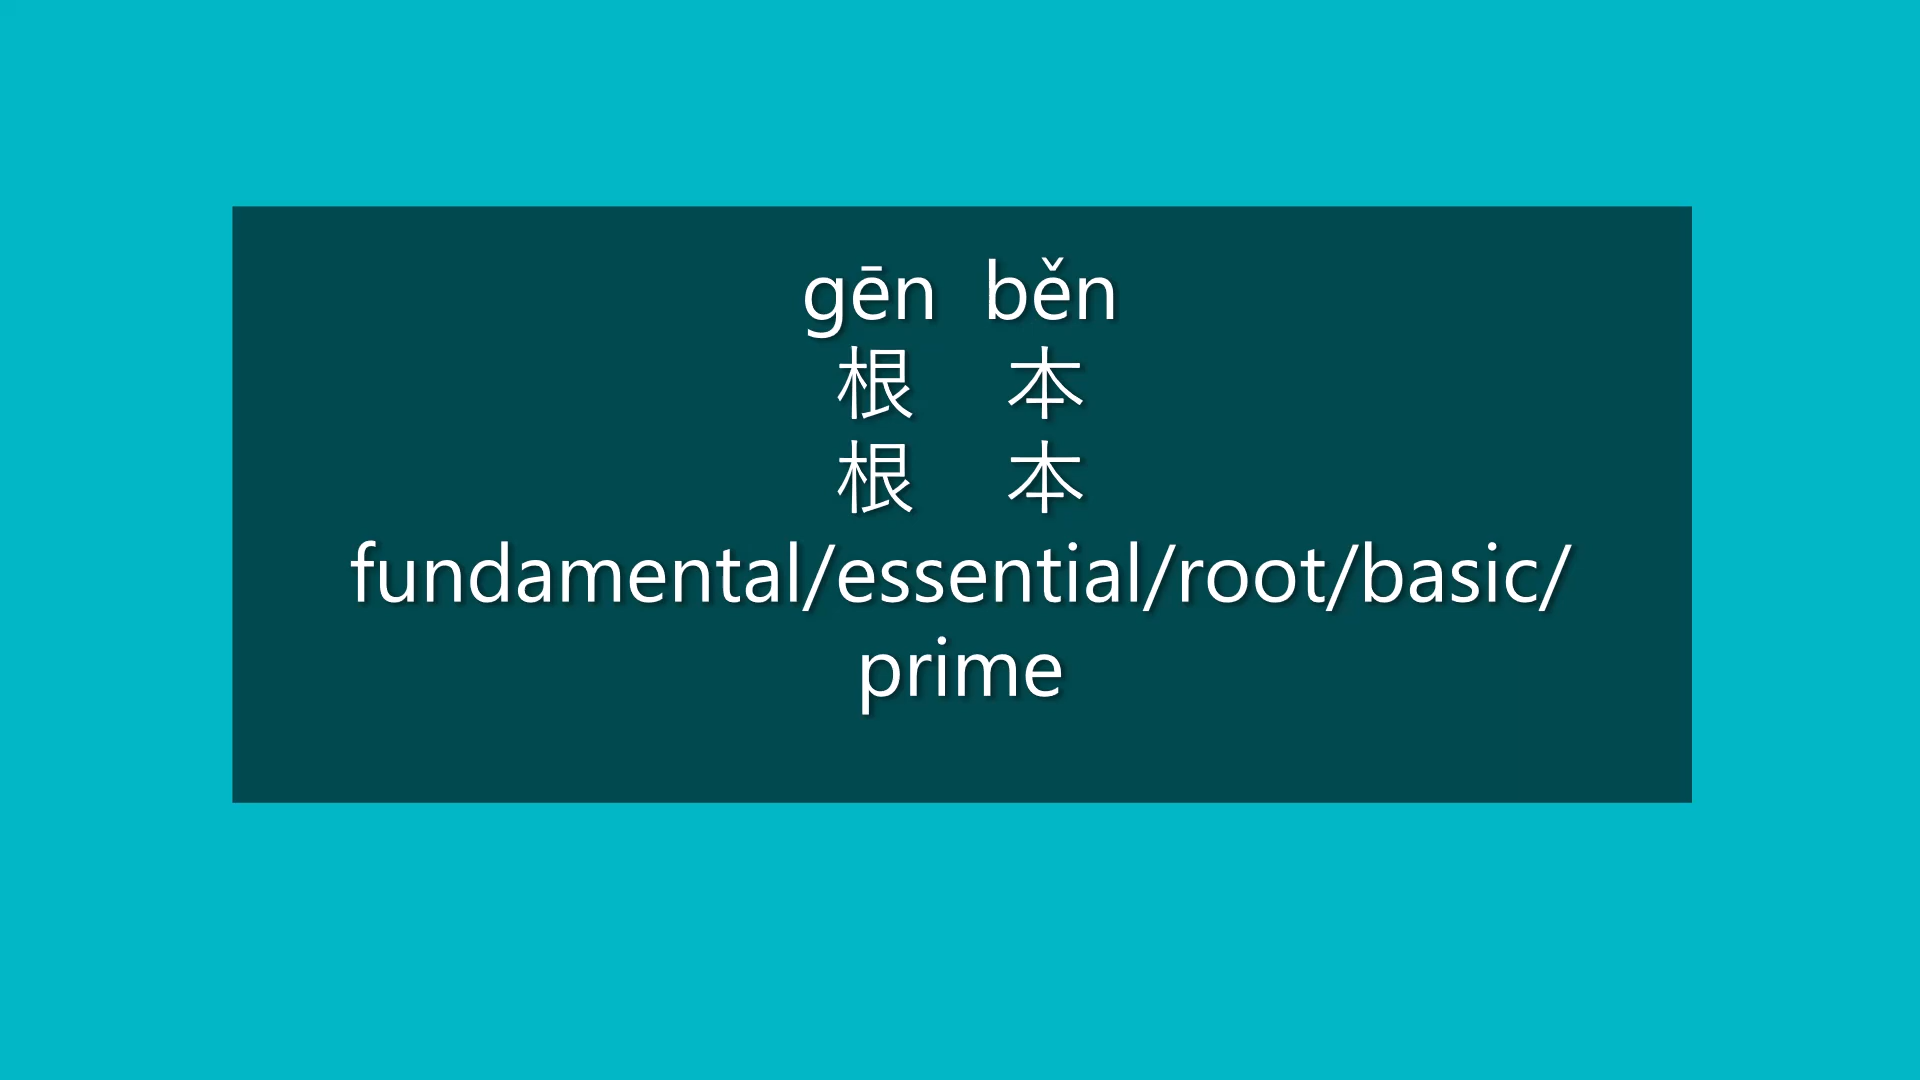 gēn běn
根 本
根 本
fundamental/essential/root/basic/
prime